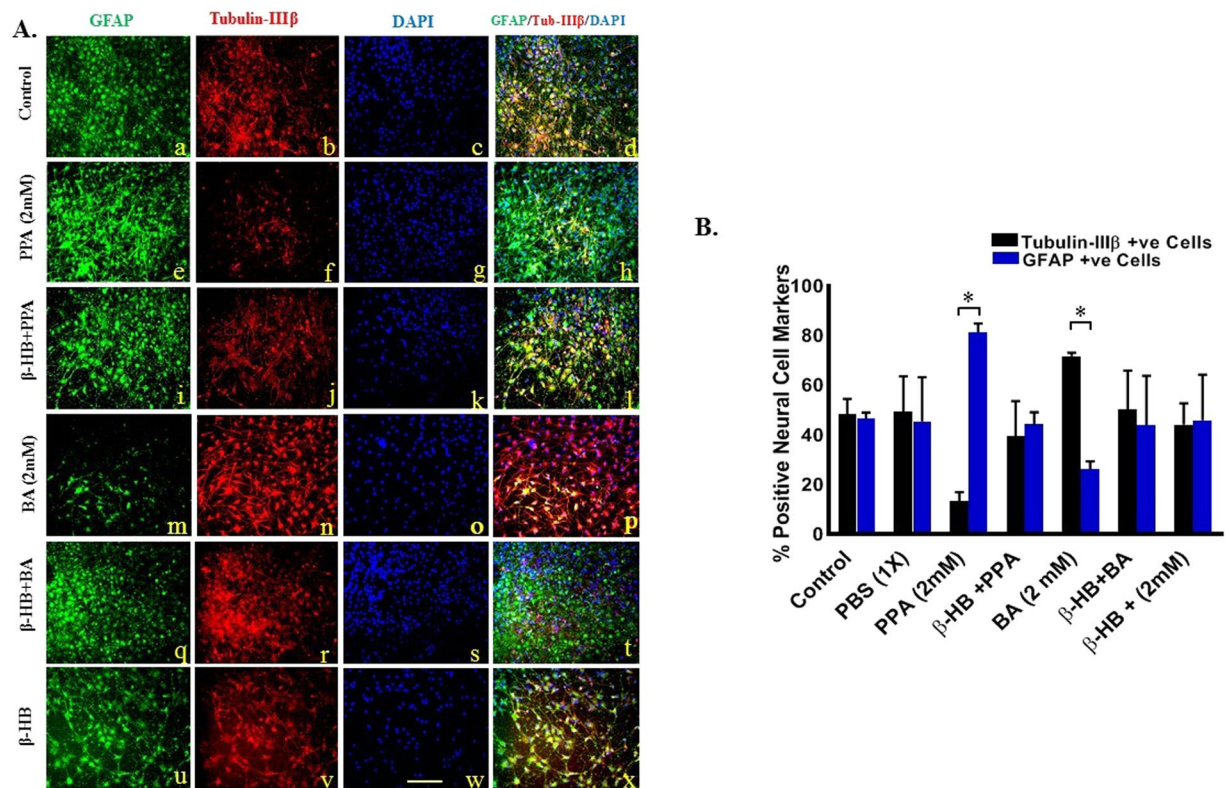 A.
GFAP Tubulin-IIIβ DAPI GFAP/Tub-IIIβ/DAPI
Control
a b c d
PPA (2mM)
e f g h
β-HB+PPA
i j k l
BA (2mM)
m n o p
β-HB+BA
q r s t
β-HB
u v w x
B.
Tubulin-IIIβ +ve Cells
GFAP +ve Cells
% Positive Neural Cell Markers
100
80
60
40
20
0
* *
Control
PBS (1X)
PPA (2mM)
β-HB +PPA
BA (2 mM)
β-HB+BA
β-HB + (2mM)